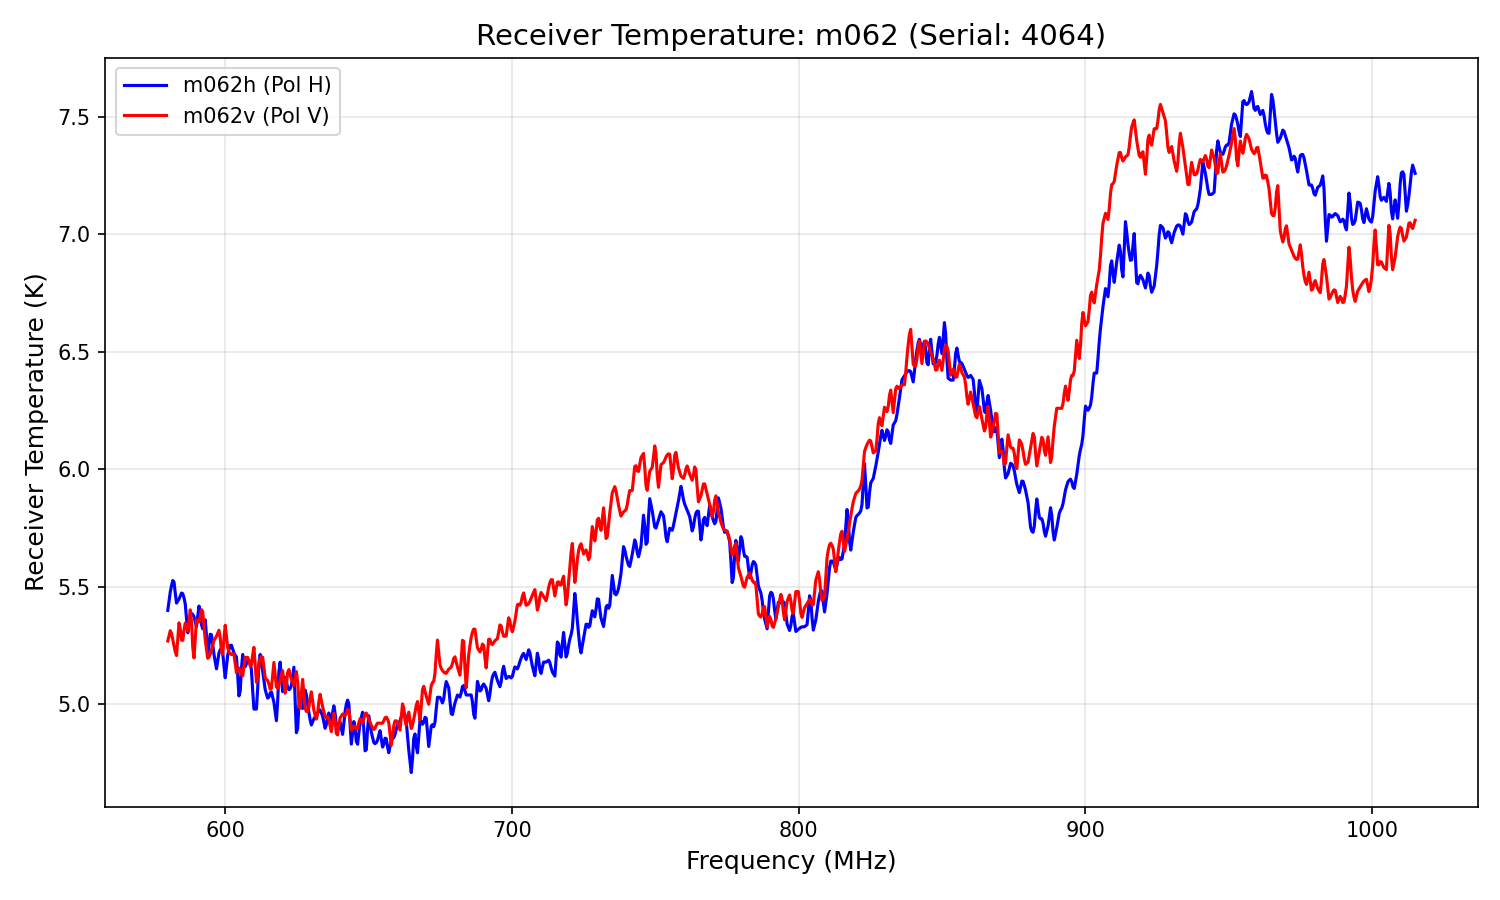 Receiver Temperature: m062 (Serial: 4064)
m062h (Pol H)
m062v (Pol V)
Receiver Temperature (K)
7.5
7.0
6.5
6.0
5.5
5.0
600 700 800 900 1000
Frequency (MHz)